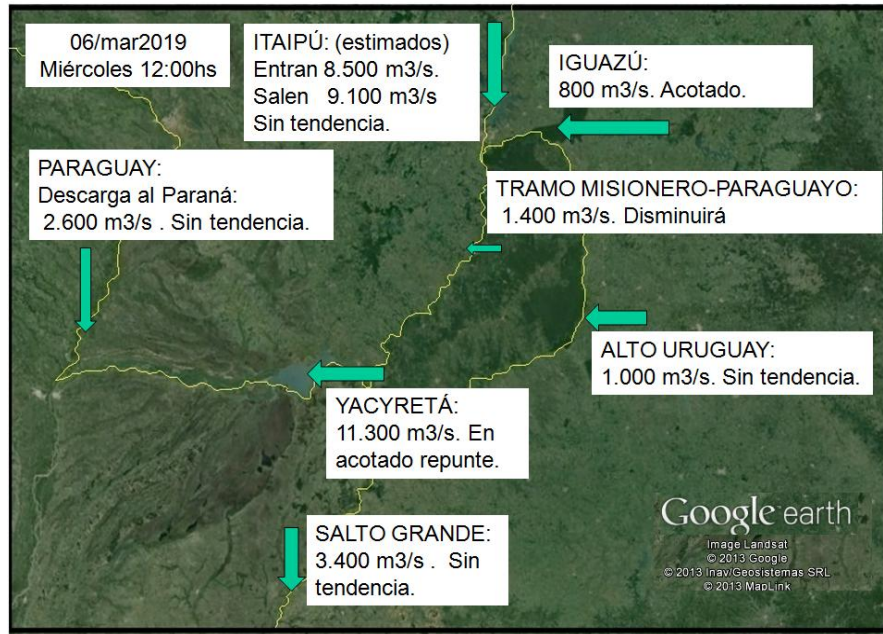 06/mar2019
Miércoles 12:00hs
ITAIPÚ: (estimados)
Entran 8.500 m3/s.
Salen 9.100 m3/s
Sin tendencia.
IGUAZÚ:
800 m3/s. Acotado.
PARAGUAY:
Descarga al Paraná:
2.600 m3/s . Sin tendencia.
TRAMO MISIONERO-PARAGUAYO:
1.400 m3/s. Disminuirá
ALTO URUGUAY:
1.000 m3/s. Sin tendencia.
YACYRETÁ:
11.300 m3/s. En
acotado repunte.
SALTO GRANDE:
3.400 m3/s . Sin
tendencia.
Google earth
Image Landsat
© 2013 Google
© 2013 Inav/Geosistemas SRL
© 2013 MapLink